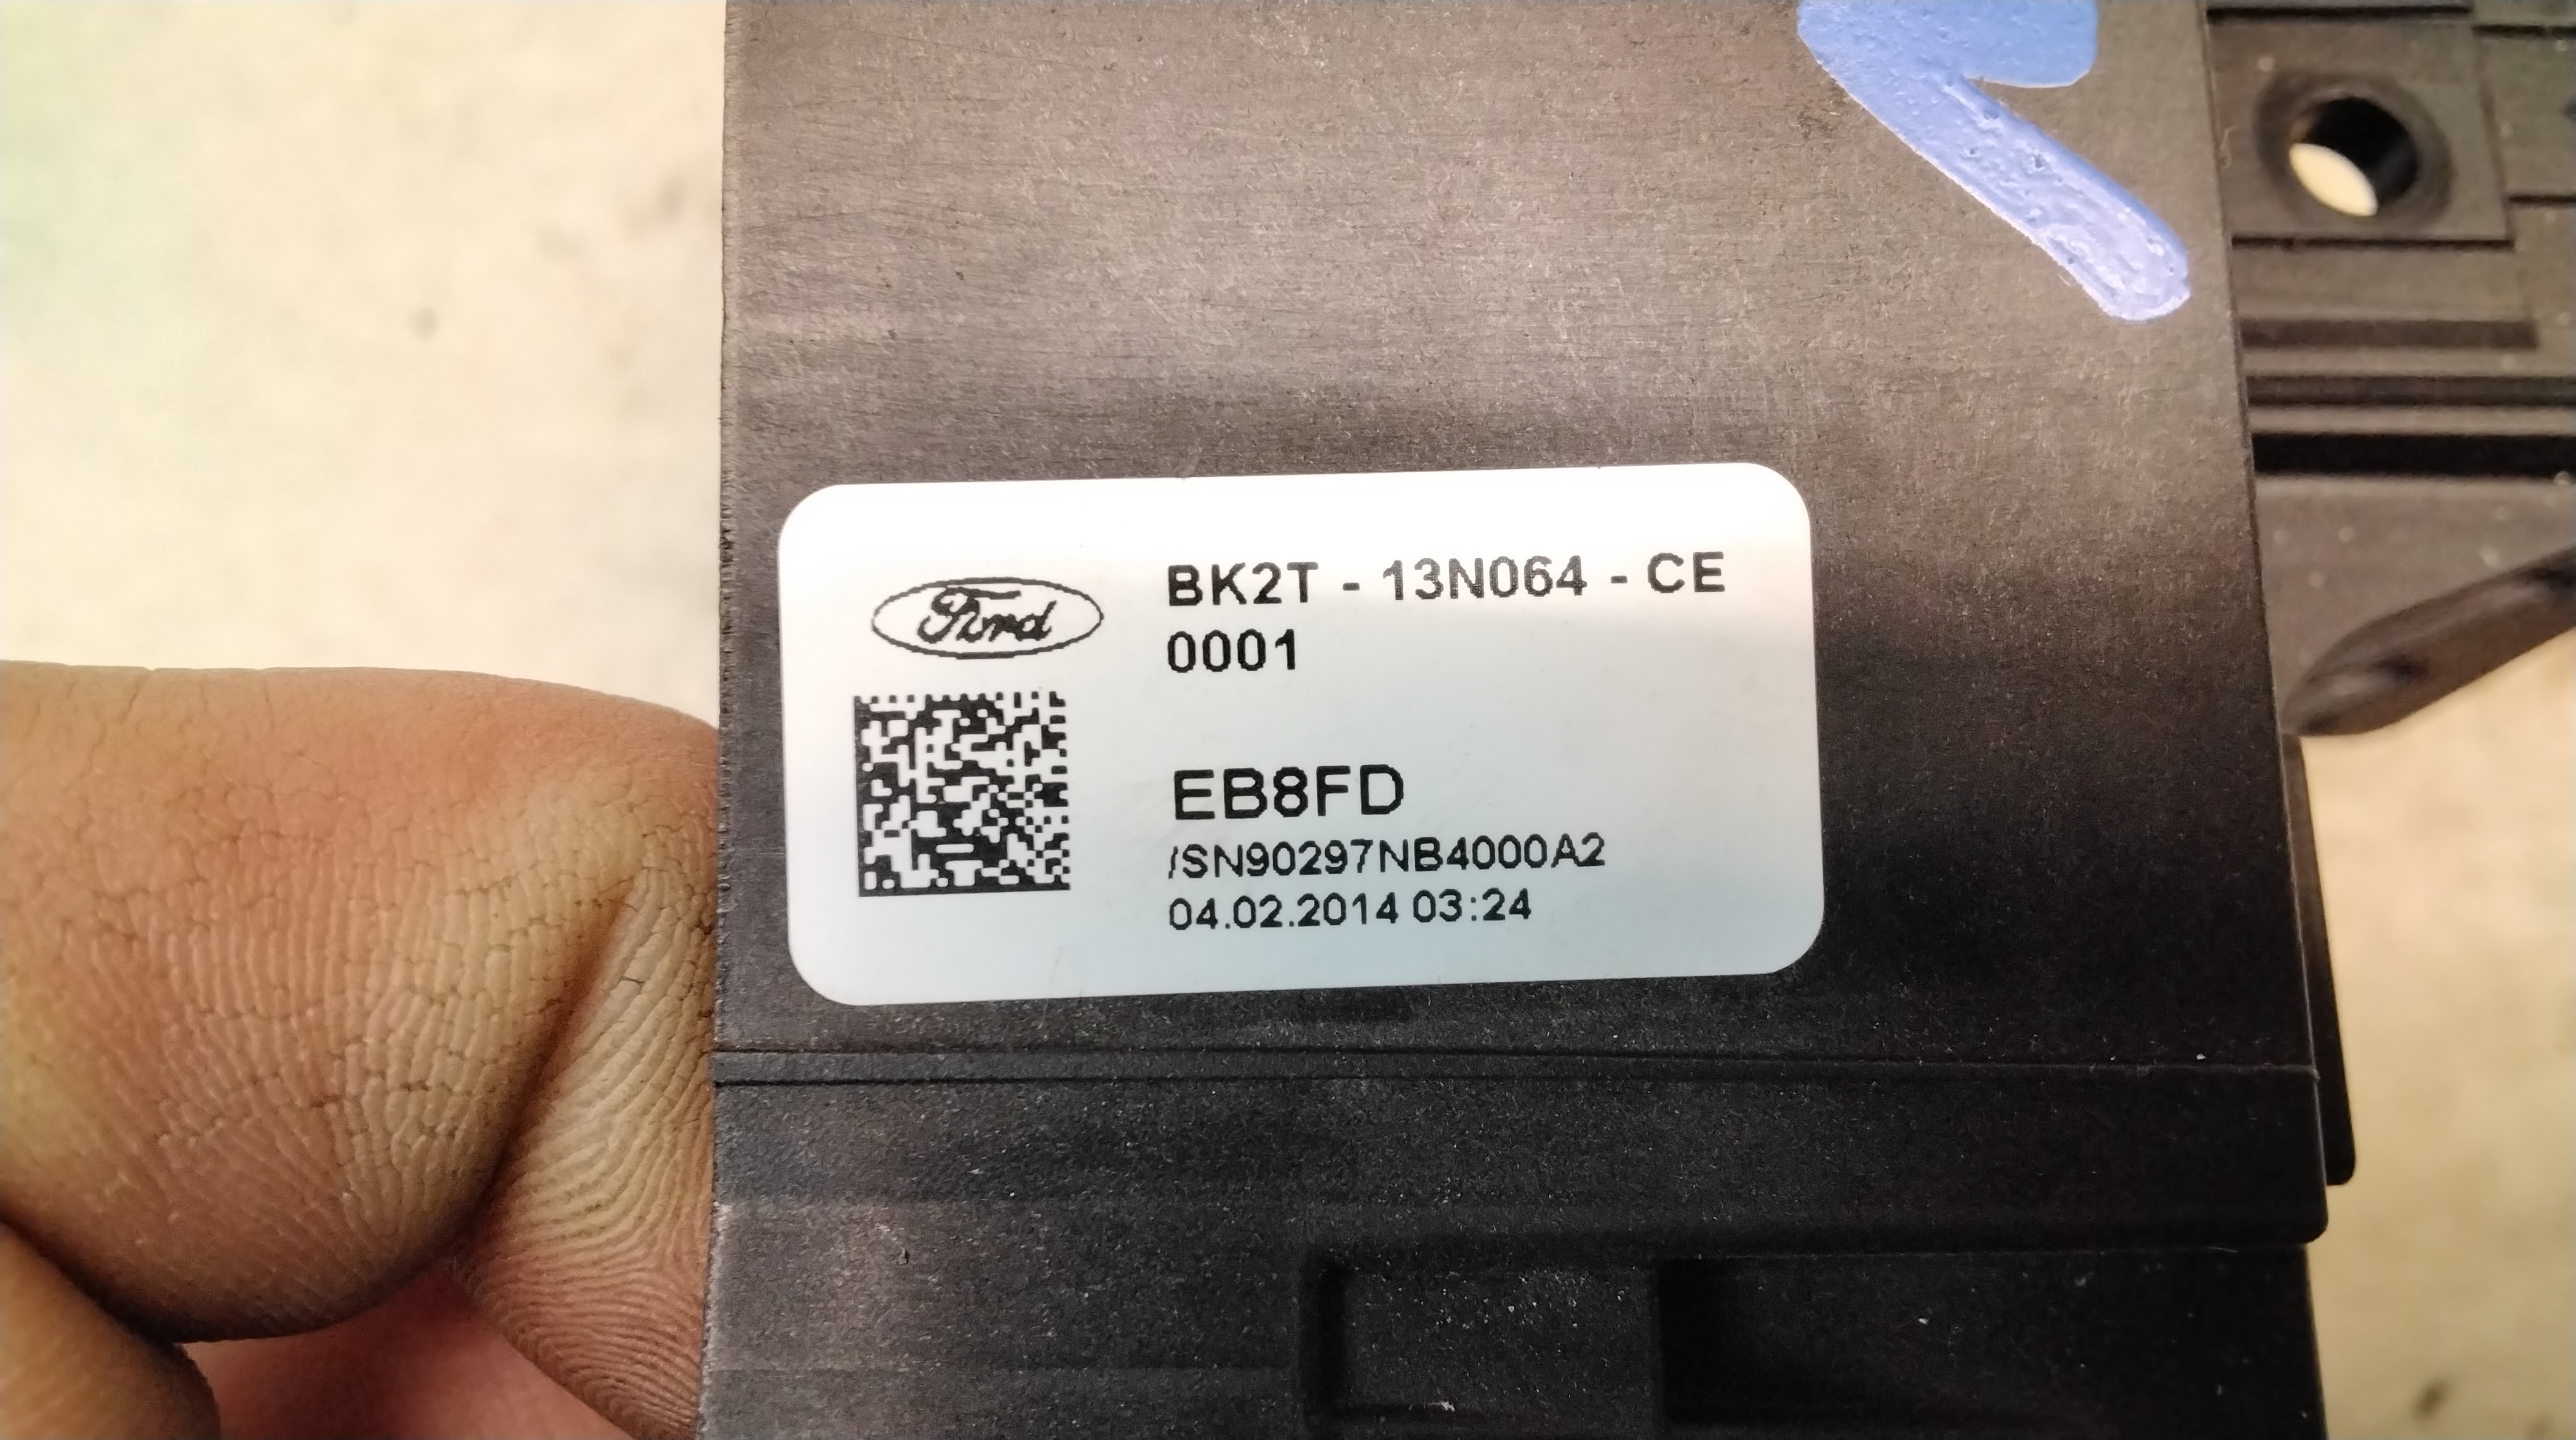 Ford
BK2T - 13N064 - CE
0001
EB8FD
/SN90297NB4000A2
04.02.2014 03:24